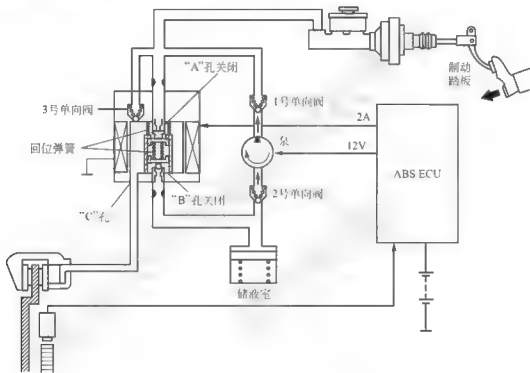 "A"孔关闭
制动
踏板
3号单向阀
1号单向阀
2A
回位弹簧
泵
12V
ABS ECU
"B"孔关闭
2号单向阀
"C"孔
储液室